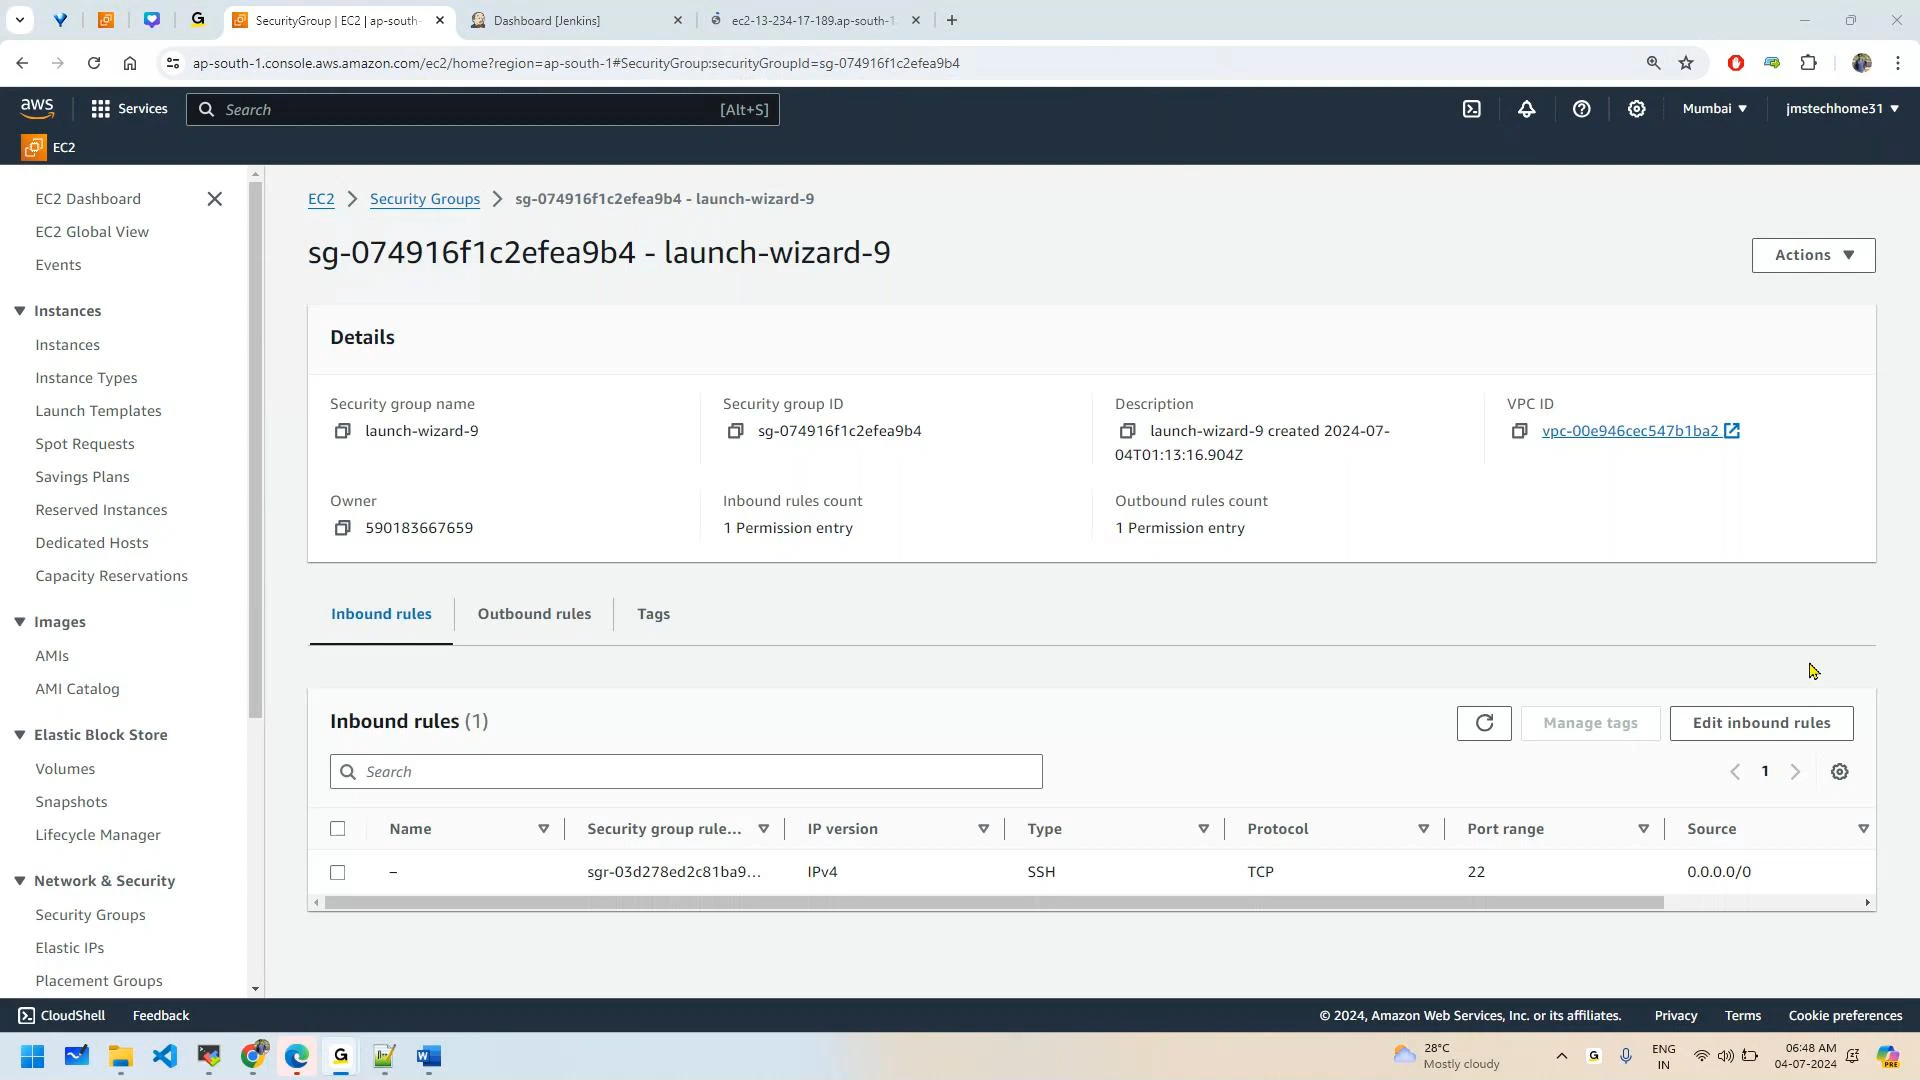 SecurityGroup | EC2 | ap-south-
Dashboard [Jenkins]
ec2-13-234-17-189.ap-south-1.
ap-south-1.console.aws.amazon.com/ec2/home?region=ap-south-1#SecurityGroup:securityGroupId=sg-074916f1c2efea9b4
aws
Services
Search
[Alt+S]
Mumbai
jmstechhome31
EC2
EC2 Dashboard
EC2 Global View
Events
Instances
Instances
Instance Types
Launch Templates
Spot Requests
Savings Plans
Reserved Instances
Dedicated Hosts
Capacity Reservations
Images
AMIs
AMI Catalog
Elastic Block Store
Volumes
Snapshots
Lifecycle Manager
Network & Security
Security Groups
Elastic IPs
Placement Groups
EC2 > Security Groups > sg-074916f1c2efea9b4 - launch-wizard-9
sg-074916f1c2efea9b4 - launch-wizard-9
Actions
Details
Security group name
launch-wizard-9
Security group ID
sg-074916f1c2efea9b4
Description
launch-wizard-9 created 2024-07-
04T01:13:16.904Z
VPC ID
vpc-00e946cec547b1ba2
Owner
590183667659
Inbound rules count
1 Permission entry
Outbound rules count
1 Permission entry
Inbound rules
Outbound rules
Tags
Inbound rules (1)
Manage tags
Edit inbound rules
Search
1
Name
Security group rule...
IP version
Type
Protocol
Port range
Source
–
sgr-03d278ed2c81ba9...
IPv4
SSH
TCP
22
0.0.0.0/0
CloudShell
Feedback
© 2024, Amazon Web Services, Inc. or its affiliates.
Privacy
Terms
Cookie preferences
28°C
Mostly cloudy
ENG
IN
06:48 AM
04-07-2024